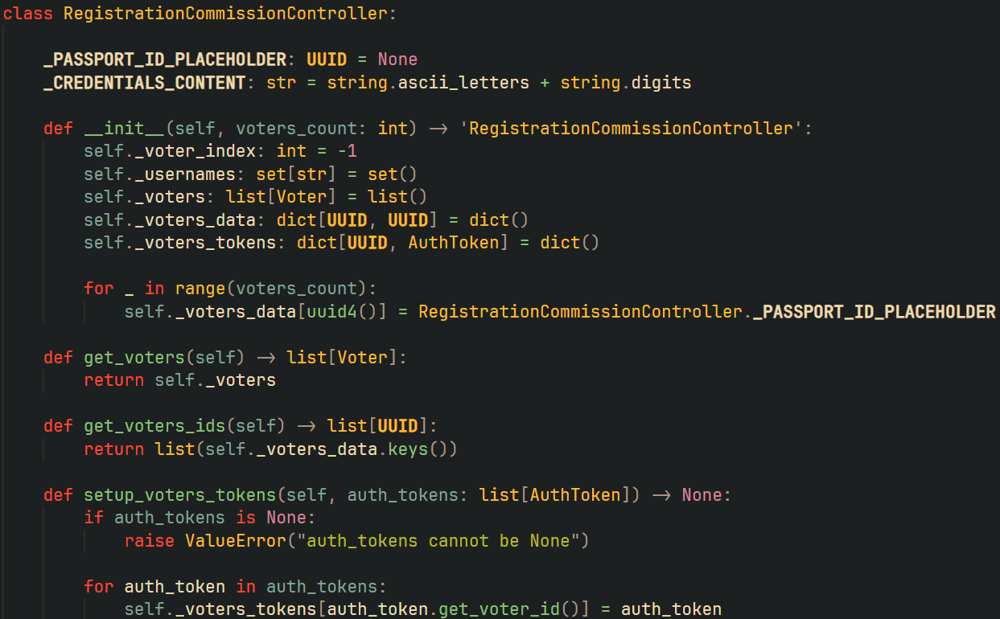 class RegistrationCommissionController:
    _PASSPORT_ID_PLACEHOLDER: UUID = None
    _CREDENTIALS_CONTENT: str = string.ascii_letters + string.digits
    def __init__(self, voters_count: int) -> 'RegistrationCommissionController':
        self._voter_index: int = -1
        self._usernames: set[str] = set()
        self._voters: list[Voter] = list()
        self._voters_data: dict[UUID, UUID] = dict()
        self._voters_tokens: dict[UUID, AuthToken] = dict()
        for _ in range(voters_count):
            self._voters_data[uuid4()] = RegistrationCommissionController._PASSPORT_ID_PLACEHOLDER
    def get_voters(self) -> list[Voter]:
        return self._voters
    def get_voters_ids(self) -> list[UUID]:
        return list(self._voters_data.keys())
    def setup_voters_tokens(self, auth_tokens: list[AuthToken]) -> None:
        if auth_tokens is None:
            raise ValueError("auth_tokens cannot be None")
        for auth_token in auth_tokens:
            self._voters_tokens[auth_token.get_voter_id()] = auth_token